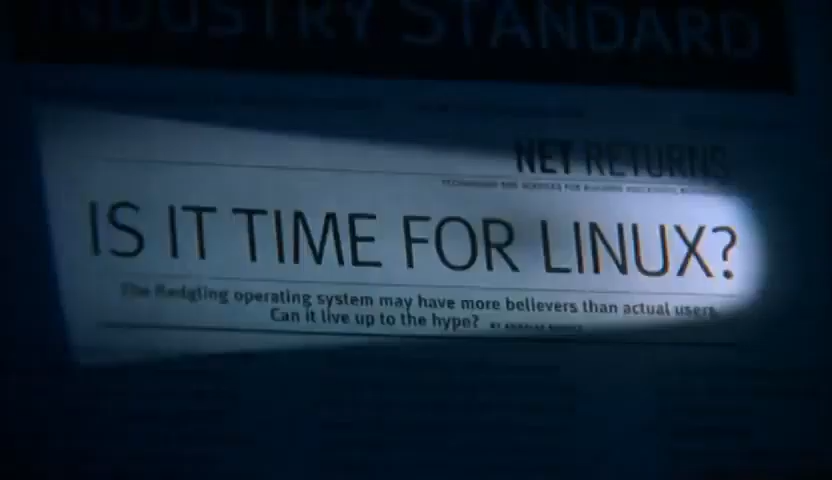 INDUSTRY STANDARD
NET RETURNS
IS IT TIME FOR LINUX?
The fledgling operating system may have more believers than actual users.
Can it live up to the hype?